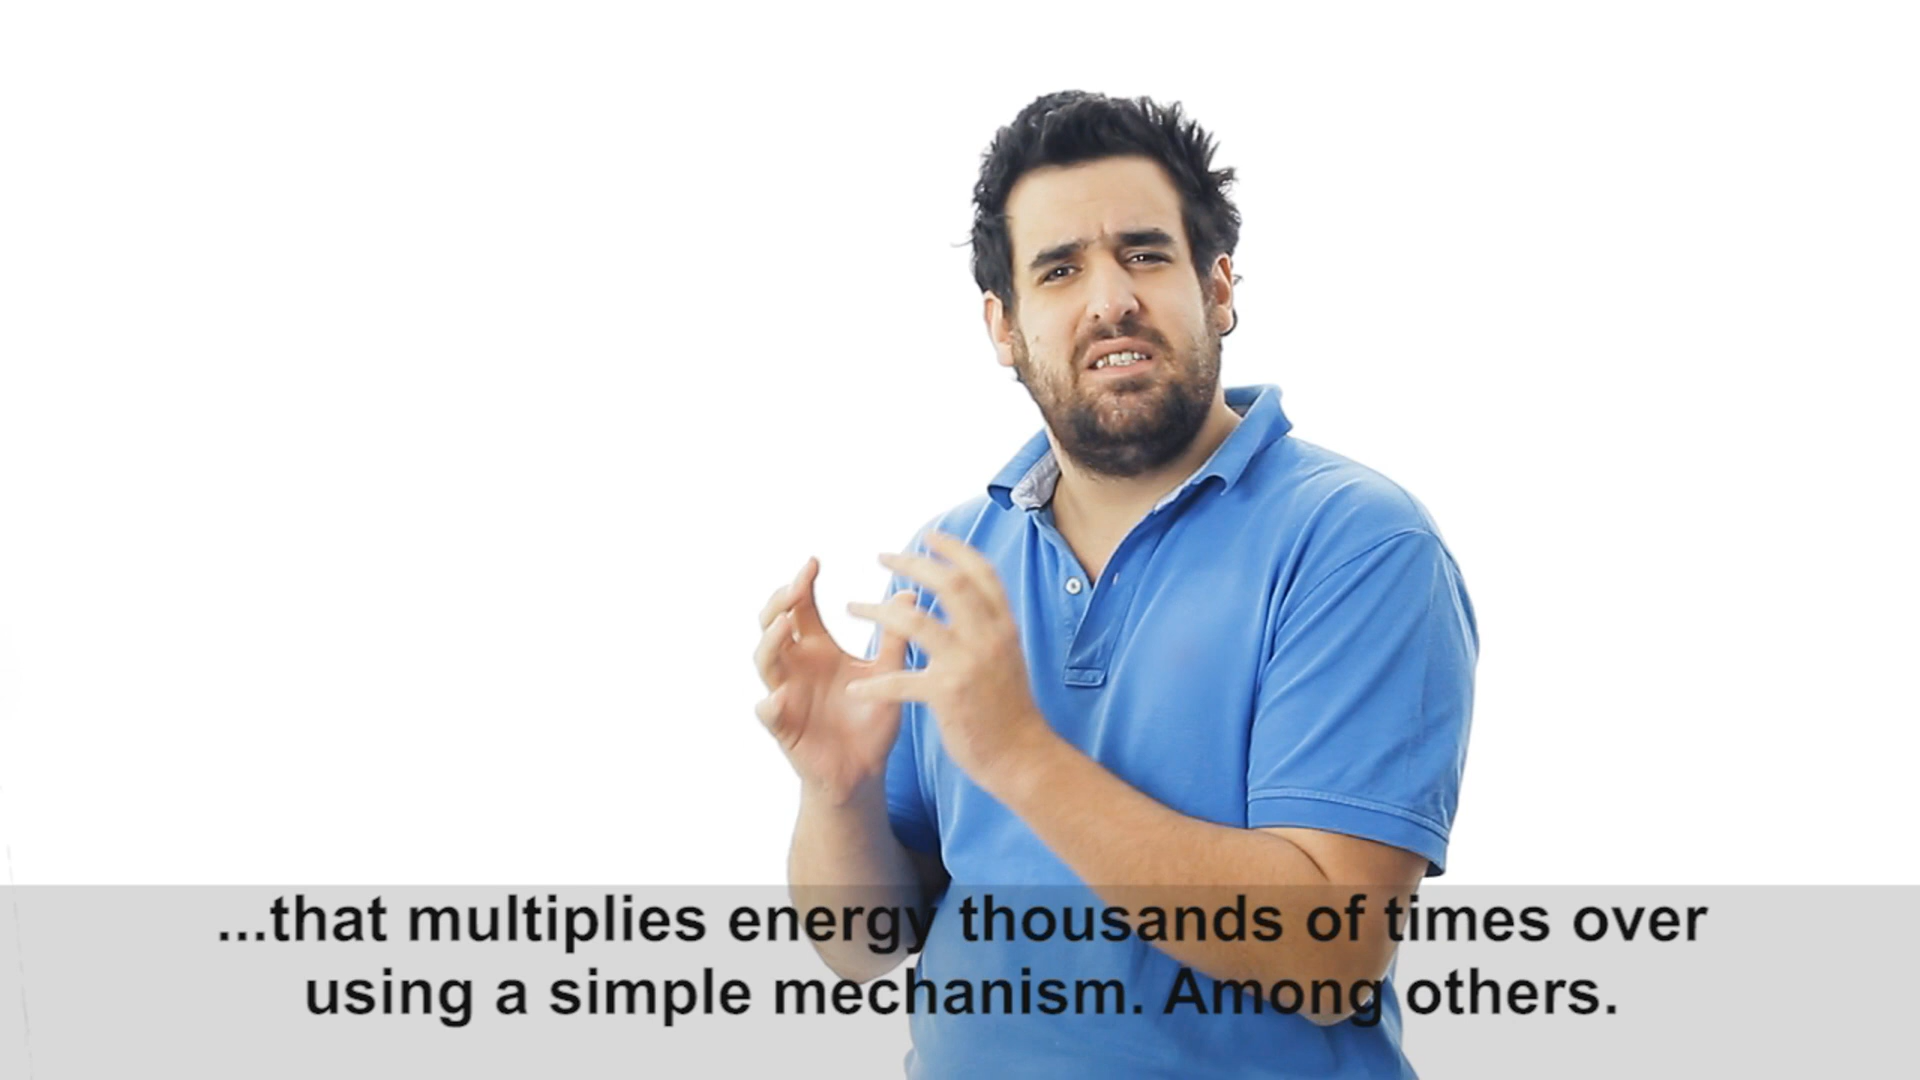 ...that multiplies energy thousands of times over
using a simple mechanism. Among others.